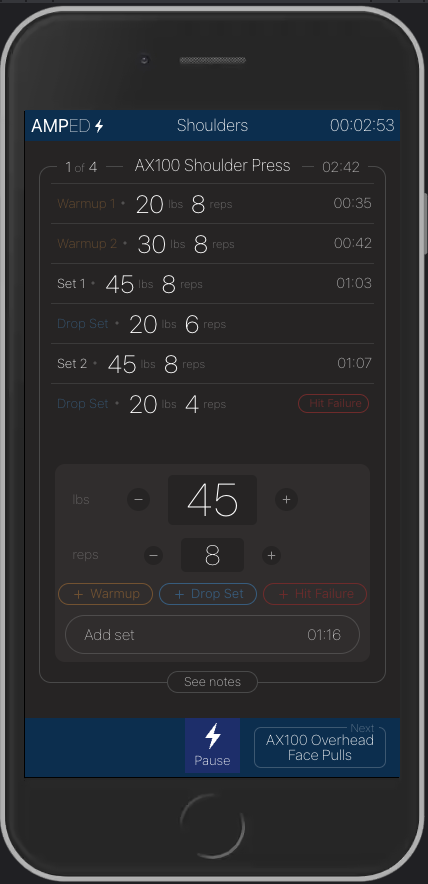 AMPED Shoulders 00:02:53
1 of 4 AX100 Shoulder Press 02:42
Warmup 1 • 20 lbs 8 reps 00:35
Warmup 2 • 30 lbs 8 reps 00:42
Set 1 • 45 lbs 8 reps 01:03
Drop Set • 20 lbs 6 reps
Set 2 • 45 lbs 8 reps 01:07
Drop Set • 20 lbs 4 reps Hit Failure
lbs − 45 +
reps − 8 +
+ Warmup + Drop Set + Hit Failure
Add set 01:16
See notes
Pause
Next
AX100 Overhead
Face Pulls